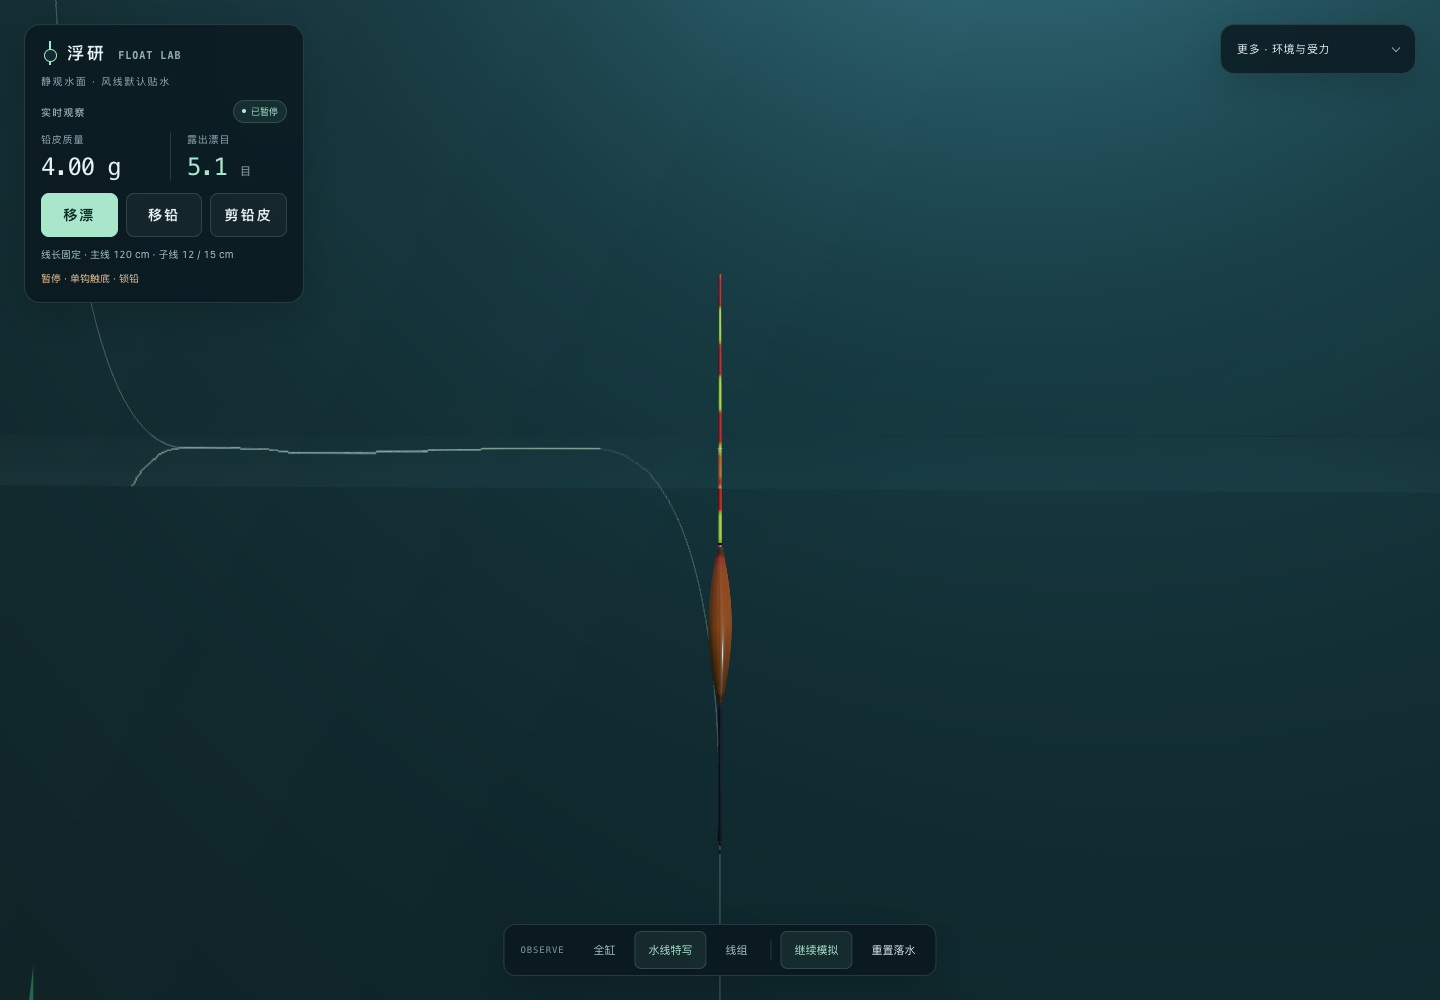 浮研 FLOAT LAB
静观水面 · 风线默认贴水
实时观察 已暂停
铅皮质量 露出漂目
4.00 g 5.1 目
移漂 移铅 剪铅皮
线长固定 · 主线 120 cm · 子线 12 / 15 cm
暂停 · 单钩触底 · 锁铅
更多 · 环境与受力
OBSERVE 全缸 水线特写 线组 继续模拟 重置落水